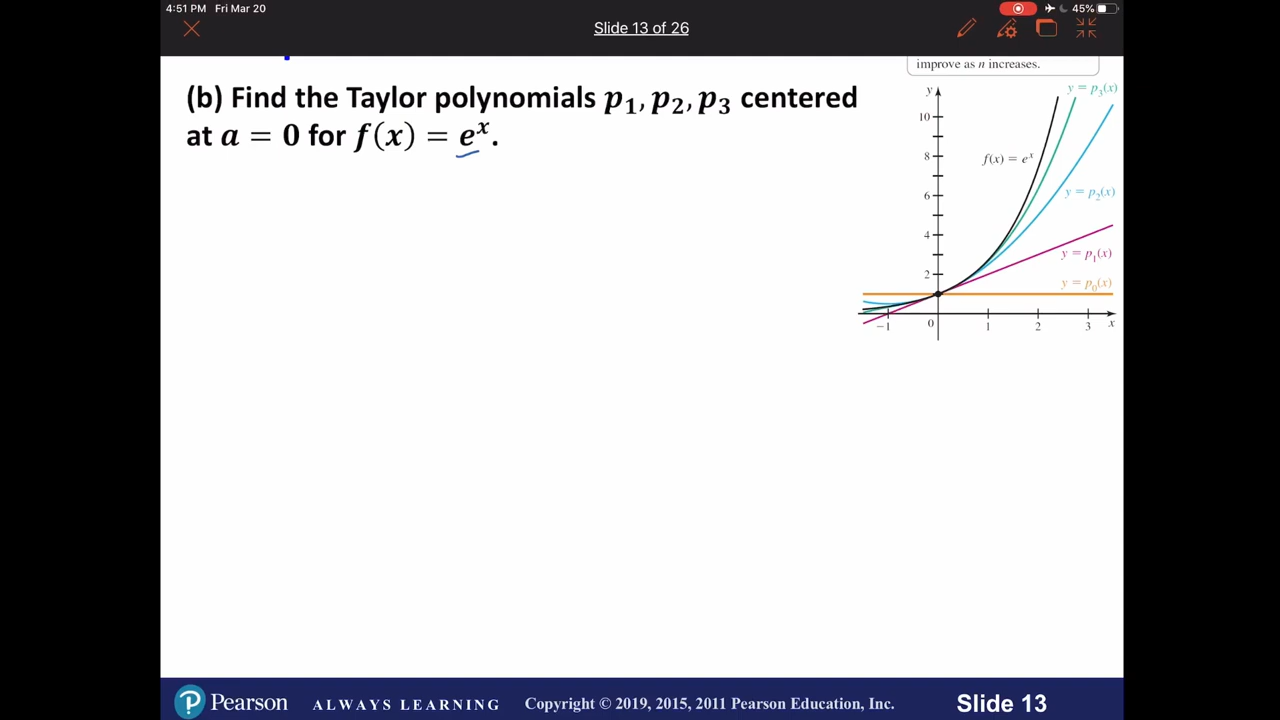 4:51 PM Fri Mar 20
45%
Slide 13 of 26
improve as n increases.
(b) Find the Taylor polynomials p₁, p₂, p₃ centered
at a = 0 for f(x) = eˣ.
y
y = p₃(x)
10
f(x) = eˣ
8
y = p₂(x)
6
4
y = p₁(x)
2
y = p₀(x)
−1 0 1 2 3 x
Pearson ALWAYS LEARNING Copyright © 2019, 2015, 2011 Pearson Education, Inc. Slide 13